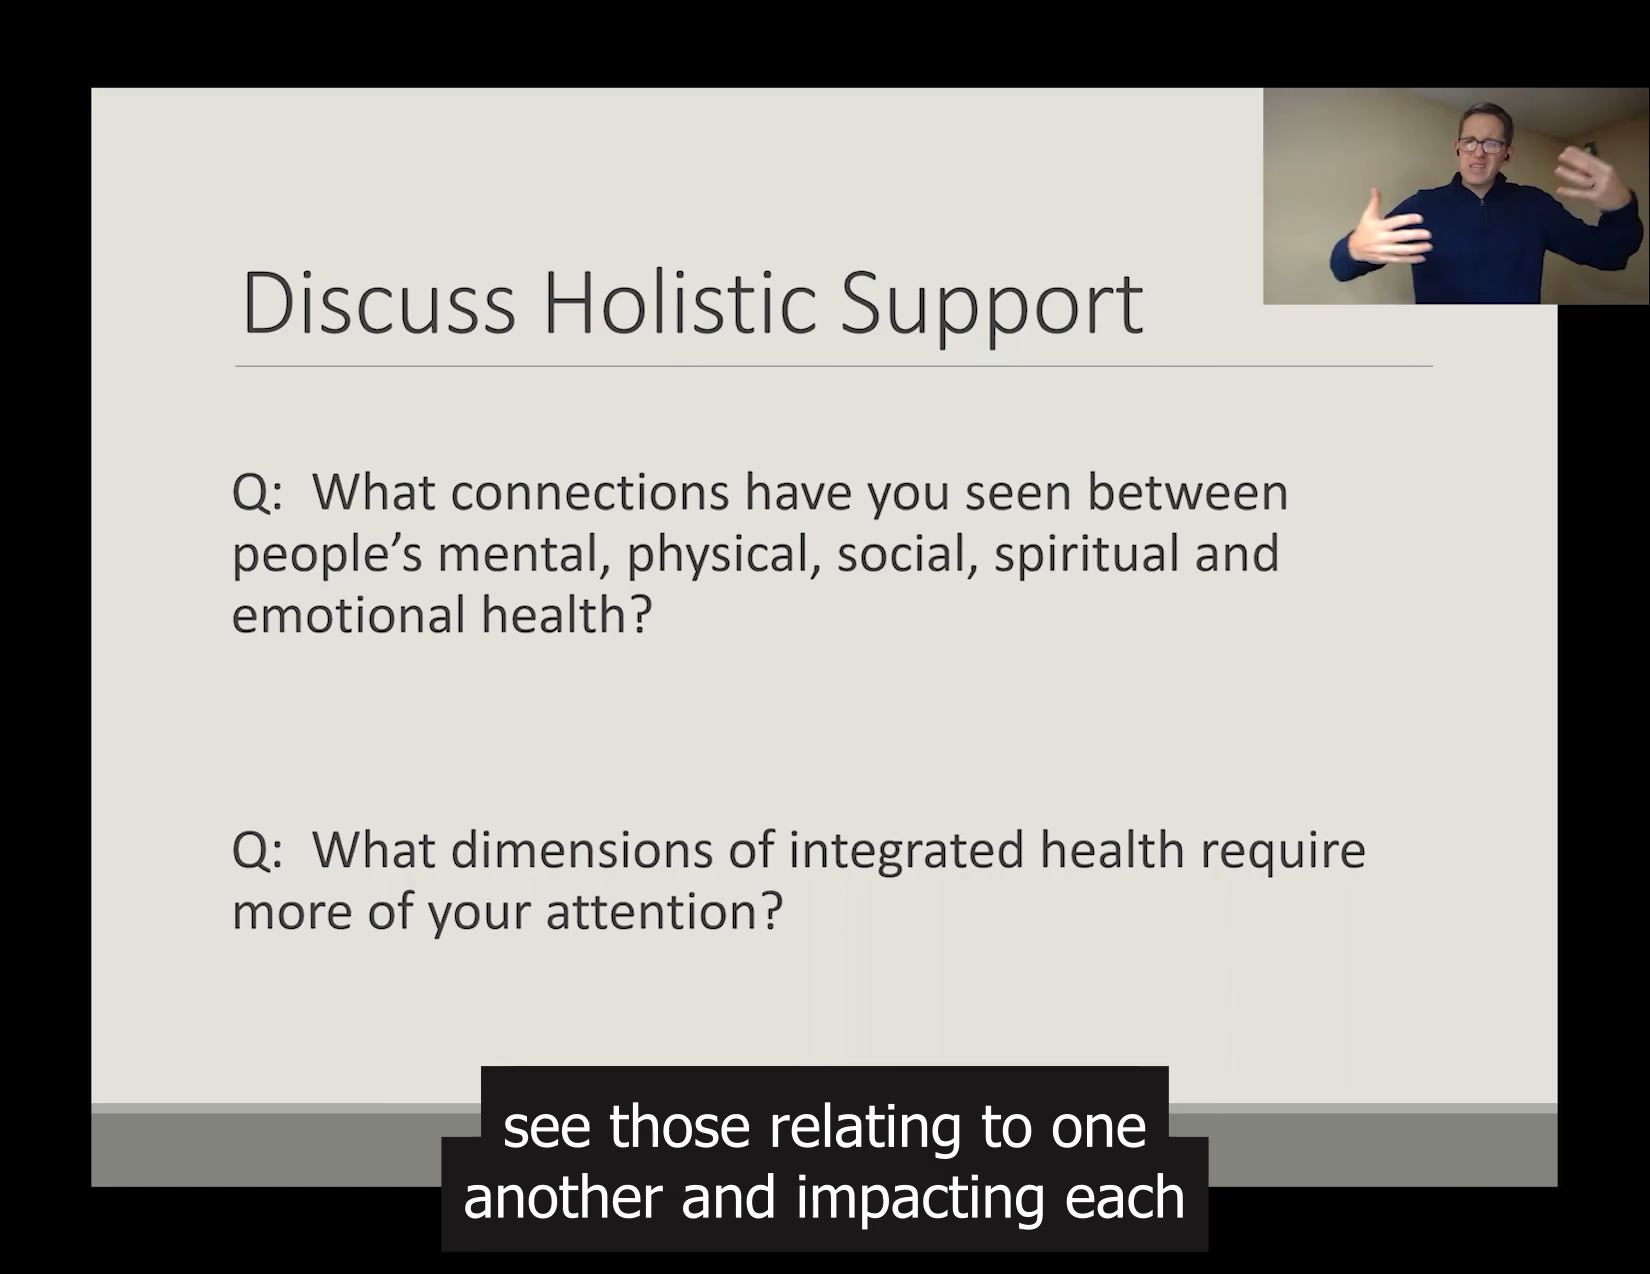 Discuss Holistic Support
Q:  What connections have you seen between
people’s mental, physical, social, spiritual and
emotional health?
Q:  What dimensions of integrated health require
more of your attention?
see those relating to one
another and impacting each